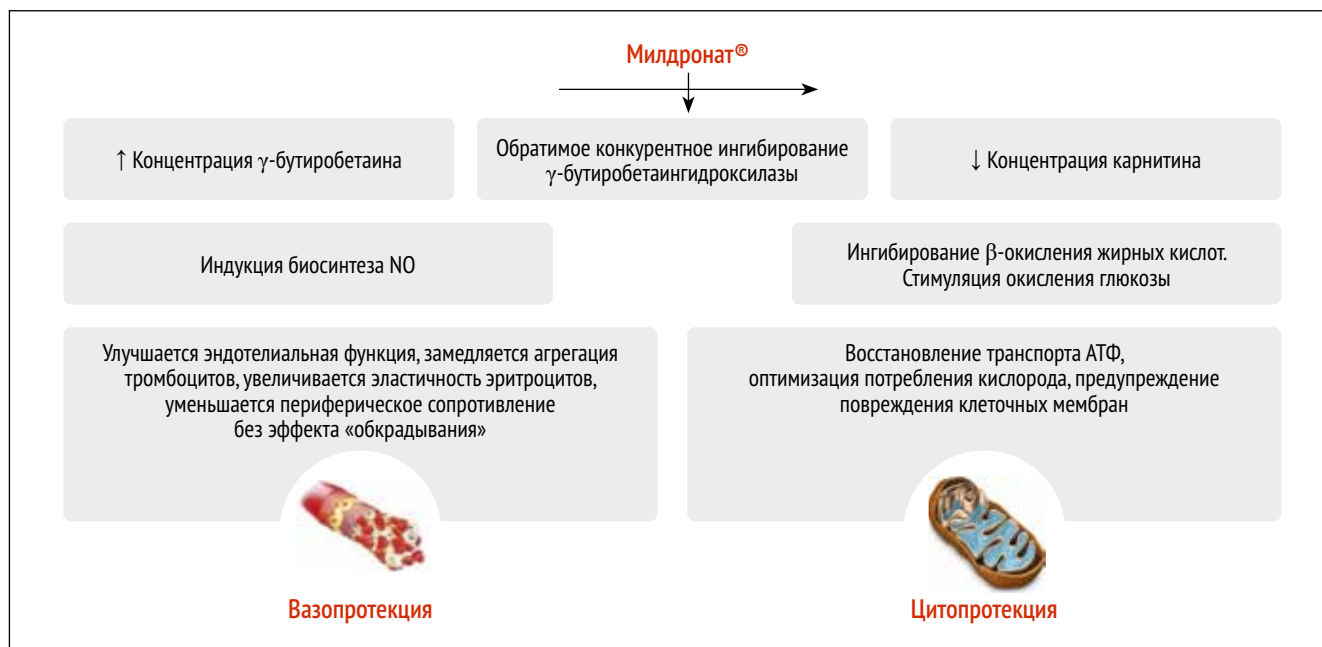 Милдронат®
↑ Концентрация γ-бутиробетаина
Обратимое конкурентное ингибирование
γ-бутиробетаингидроксилазы
↓ Концентрация карнитина
Индукция биосинтеза NO
Ингибирование β-окисления жирных кислот.
Стимуляция окисления глюкозы
Улучшается эндотелиальная функция, замедляется агрегация
тромбоцитов, увеличивается эластичность эритроцитов,
уменьшается периферическое сопротивление
без эффекта «обкрадывания»
Восстановление транспорта АТФ,
оптимизация потребления кислорода, предупреждение
повреждения клеточных мембран
Вазопротекция
Цитопротекция